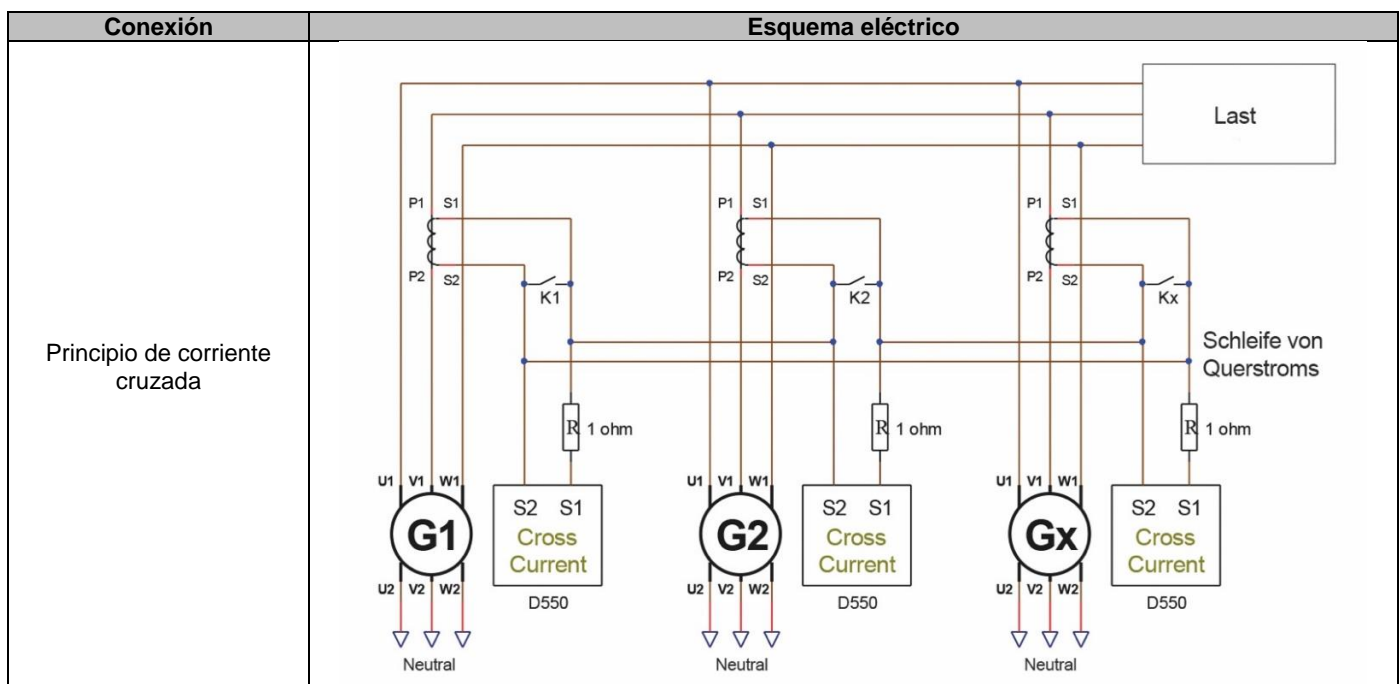 Conexión Esquema eléctrico
Last
P1 S1 P1 S1 P1 S1
P2 S2 P2 S2 P2 S2
K1 K2 Kx
Principio de corriente
cruzada
Schleife von
Querstroms
R 1 ohm R 1 ohm R 1 ohm
U1 V1 W1 U1 V1 W1 U1 V1 W1
S2 S1 S2 S1 S2 S1
G1 Cross G2 Cross Gx Cross
Current Current Current
U2 V2 W2 U2 V2 W2 U2 V2 W2
D550 D550 D550
Neutral Neutral Neutral